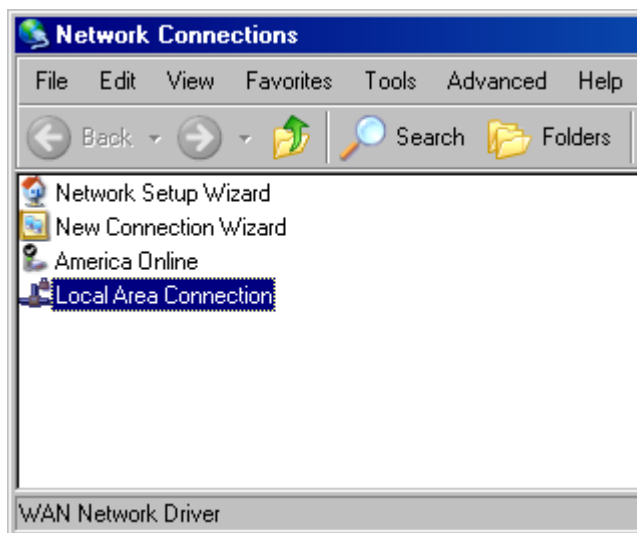 Network Connections
File Edit View Favorites Tools Advanced Help
Back Search Folders
Network Setup Wizard
New Connection Wizard
America Online
Local Area Connection
WAN Network Driver